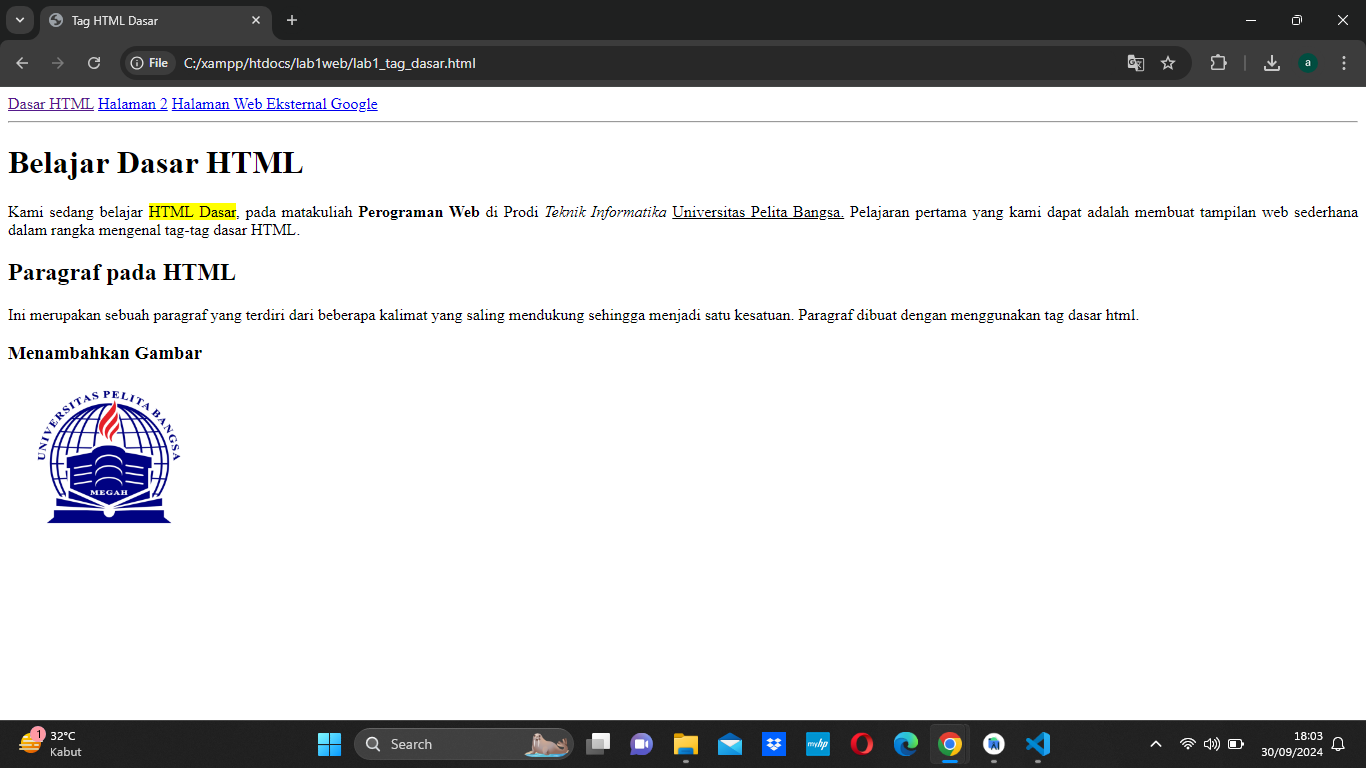 Tag HTML Dasar
File
C:/xampp/htdocs/lab1web/lab1_tag_dasar.html
a
Dasar HTML Halaman 2 Halaman Web Eksternal Google
Belajar Dasar HTML
Kami sedang belajar HTML Dasar, pada matakuliah Perograman Web di Prodi Teknik Informatika Universitas Pelita Bangsa. Pelajaran pertama yang kami dapat adalah membuat tampilan web sederhana
dalam rangka mengenal tag-tag dasar HTML.
Paragraf pada HTML
Ini merupakan sebuah paragraf yang terdiri dari beberapa kalimat yang saling mendukung sehingga menjadi satu kesatuan. Paragraf dibuat dengan menggunakan tag dasar html.
Menambahkan Gambar
UNIVERSITAS PELITA BANGSA
MEGAH
1
32°C
Kabut
Search
myhp
18:03
30/09/2024